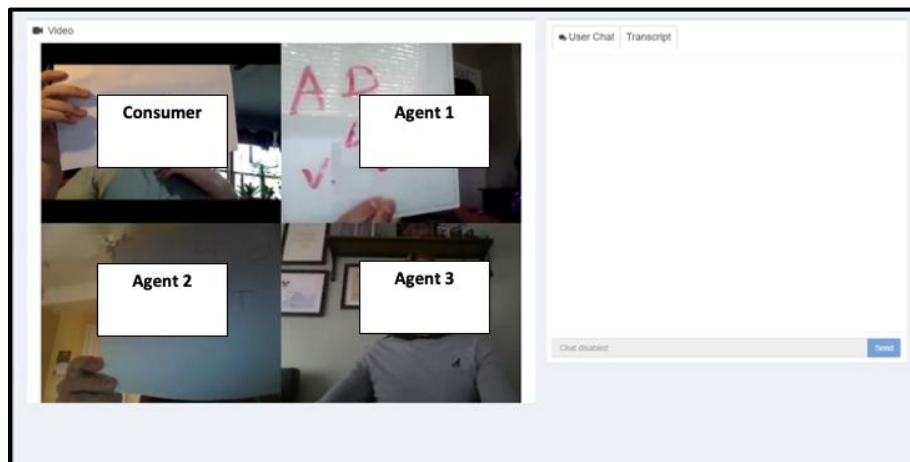 Video
User Chat Transcript
Consumer
Agent 1
A D
V.
Agent 2
Agent 3
Chat disabled
Send